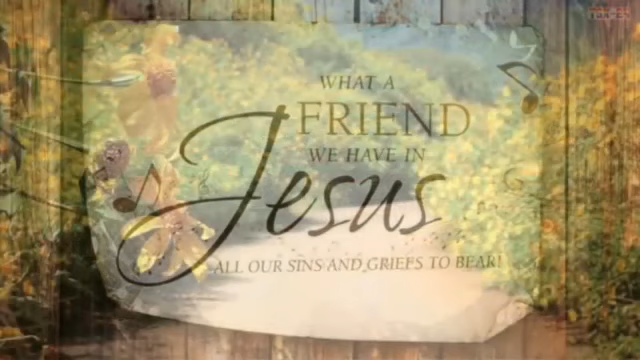 WHAT A
FRIEND
WE HAVE IN
Jesus
ALL OUR SINS AND GRIEFS TO BEAR!